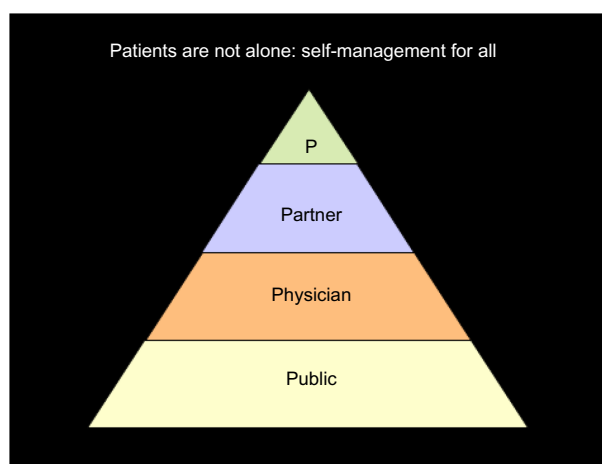 Patients are not alone: self-management for all
P
Partner
Physician
Public